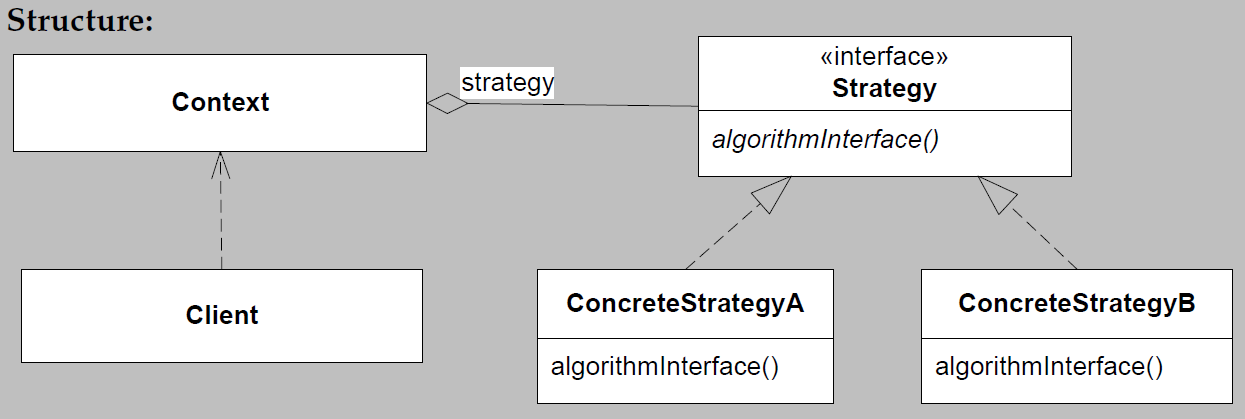 Structure:
Context
strategy
«interface»
Strategy
algorithmInterface()
Client
ConcreteStrategyA
algorithmInterface()
ConcreteStrategyB
algorithmInterface()